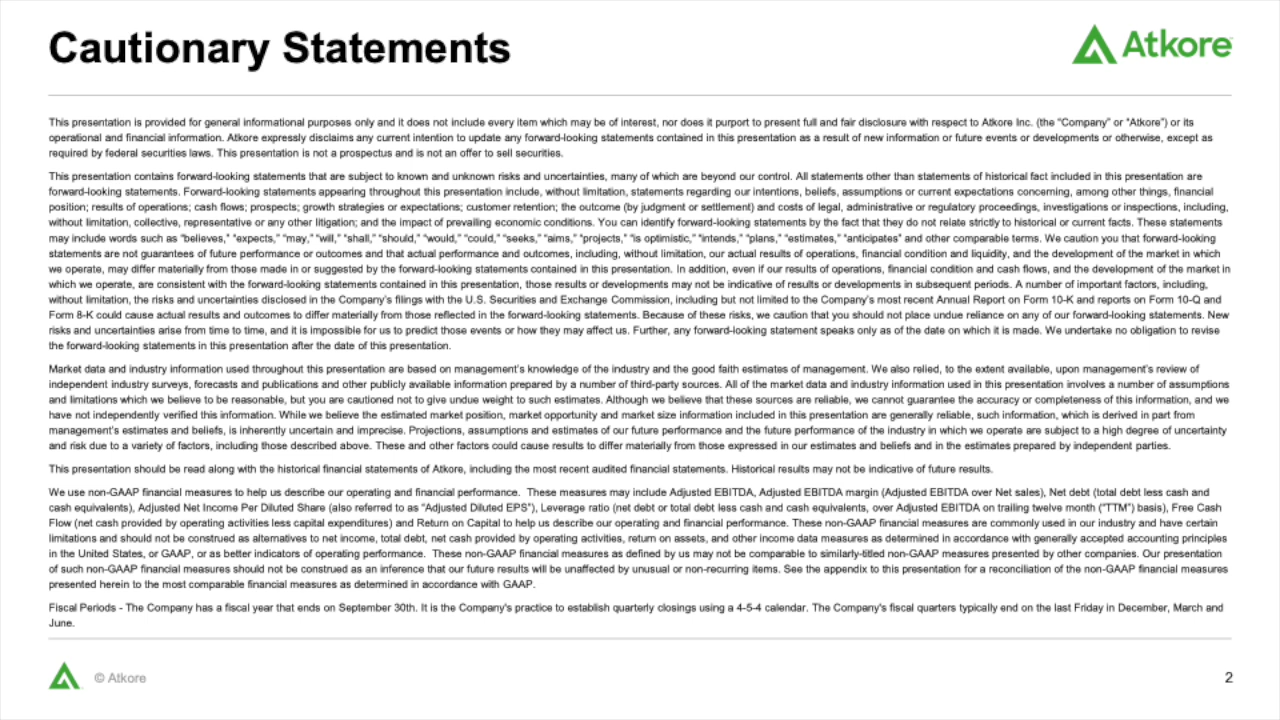 Cautionary Statements
Atkore
This presentation is provided for general informational purposes only and it does not include every item which may be of interest, nor does it purport to present full and fair disclosure with respect to Atkore Inc. (the “Company” or “Atkore”) or its
operational and financial information. Atkore expressly disclaims any current intention to update any forward-looking statements contained in this presentation as a result of new information or future events or developments or otherwise, except as
required by federal securities laws. This presentation is not a prospectus and is not an offer to sell securities.
This presentation contains forward-looking statements that are subject to known and unknown risks and uncertainties, many of which are beyond our control. All statements other than statements of historical fact included in this presentation are
forward-looking statements. Forward-looking statements appearing throughout this presentation include, without limitation, statements regarding our intentions, beliefs, assumptions or current expectations concerning, among other things, financial
position; results of operations; cash flows; prospects; growth strategies or expectations; customer retention; the outcome (by judgment or settlement) and costs of legal, administrative or regulatory proceedings, investigations or inspections, including,
without limitation, collective, representative or any other litigation; and the impact of prevailing economic conditions. You can identify forward-looking statements by the fact that they do not relate strictly to historical or current facts. These statements
may include words such as “believes,” “expects,” “may,” “will,” “shall,” “should,” “would,” “could,” “seeks,” “aims,” “projects,” “is optimistic,” “intends,” “plans,” “estimates,” “anticipates” and other comparable terms. We caution you that forward-looking
statements are not guarantees of future performance or outcomes and that actual performance and outcomes, including, without limitation, our actual results of operations, financial condition and liquidity, and the development of the market in which
we operate, may differ materially from those made in or suggested by the forward-looking statements contained in this presentation. In addition, even if our results of operations, financial condition and cash flows, and the development of the market in
which we operate, are consistent with the forward-looking statements contained in this presentation, those results or developments may not be indicative of results or developments in subsequent periods. A number of important factors, including,
without limitation, the risks and uncertainties disclosed in the Company’s filings with the U.S. Securities and Exchange Commission, including but not limited to the Company’s most recent Annual Report on Form 10-K and reports on Form 10-Q and
Form 8-K could cause actual results and outcomes to differ materially from those reflected in the forward-looking statements. Because of these risks, we caution that you should not place undue reliance on any of our forward-looking statements. New
risks and uncertainties arise from time to time, and it is impossible for us to predict those events or how they may affect us. Further, any forward-looking statement speaks only as of the date on which it is made. We undertake no obligation to revise
the forward-looking statements in this presentation after the date of this presentation.
Market data and industry information used throughout this presentation are based on management’s knowledge of the industry and the good faith estimates of management. We also relied, to the extent available, upon management’s review of
independent industry surveys, forecasts and publications and other publicly available information prepared by a number of third-party sources. All of the market data and industry information used in this presentation involves a number of assumptions
and limitations which we believe to be reasonable, but you are cautioned not to give undue weight to such estimates. Although we believe that these sources are reliable, we cannot guarantee the accuracy or completeness of this information, and we
have not independently verified this information. While we believe the estimated market position, market opportunity and market size information included in this presentation are generally reliable, such information, which is derived in part from
management’s estimates and beliefs, is inherently uncertain and imprecise. Projections, assumptions and estimates of our future performance and the future performance of the industry in which we operate are subject to a high degree of uncertainty
and risk due to a variety of factors, including those described above. These and other factors could cause results to differ materially from those expressed in our estimates and beliefs and in the estimates prepared by independent parties.
This presentation should be read along with the historical financial statements of Atkore, including the most recent audited financial statements. Historical results may not be indicative of future results.
We use non-GAAP financial measures to help us describe our operating and financial performance. These measures may include Adjusted EBITDA, Adjusted EBITDA margin (Adjusted EBITDA over Net sales), Net debt (total debt less cash and
cash equivalents), Adjusted Net Income Per Diluted Share (also referred to as “Adjusted Diluted EPS”), Leverage ratio (net debt or total debt less cash and cash equivalents, over Adjusted EBITDA on trailing twelve month (“TTM”) basis), Free Cash
Flow (net cash provided by operating activities less capital expenditures) and Return on Capital to help us describe our operating and financial performance. These non-GAAP financial measures are commonly used in our industry and have certain
limitations and should not be construed as alternatives to net income, total debt, net cash provided by operating activities, return on assets, and other income data measures as determined in accordance with generally accepted accounting principles
in the United States, or GAAP, or as better indicators of operating performance. These non-GAAP financial measures as defined by us may not be comparable to similarly-titled non-GAAP measures presented by other companies. Our presentation
of such non-GAAP financial measures should not be construed as an inference that our future results will be unaffected by unusual or non-recurring items. See the appendix to this presentation for a reconciliation of the non-GAAP financial measures
presented herein to the most comparable financial measures as determined in accordance with GAAP.
Fiscal Periods - The Company has a fiscal year that ends on September 30th. It is the Company's practice to establish quarterly closings using a 4-5-4 calendar. The Company's fiscal quarters typically end on the last Friday in December, March and
June.
© Atkore
2